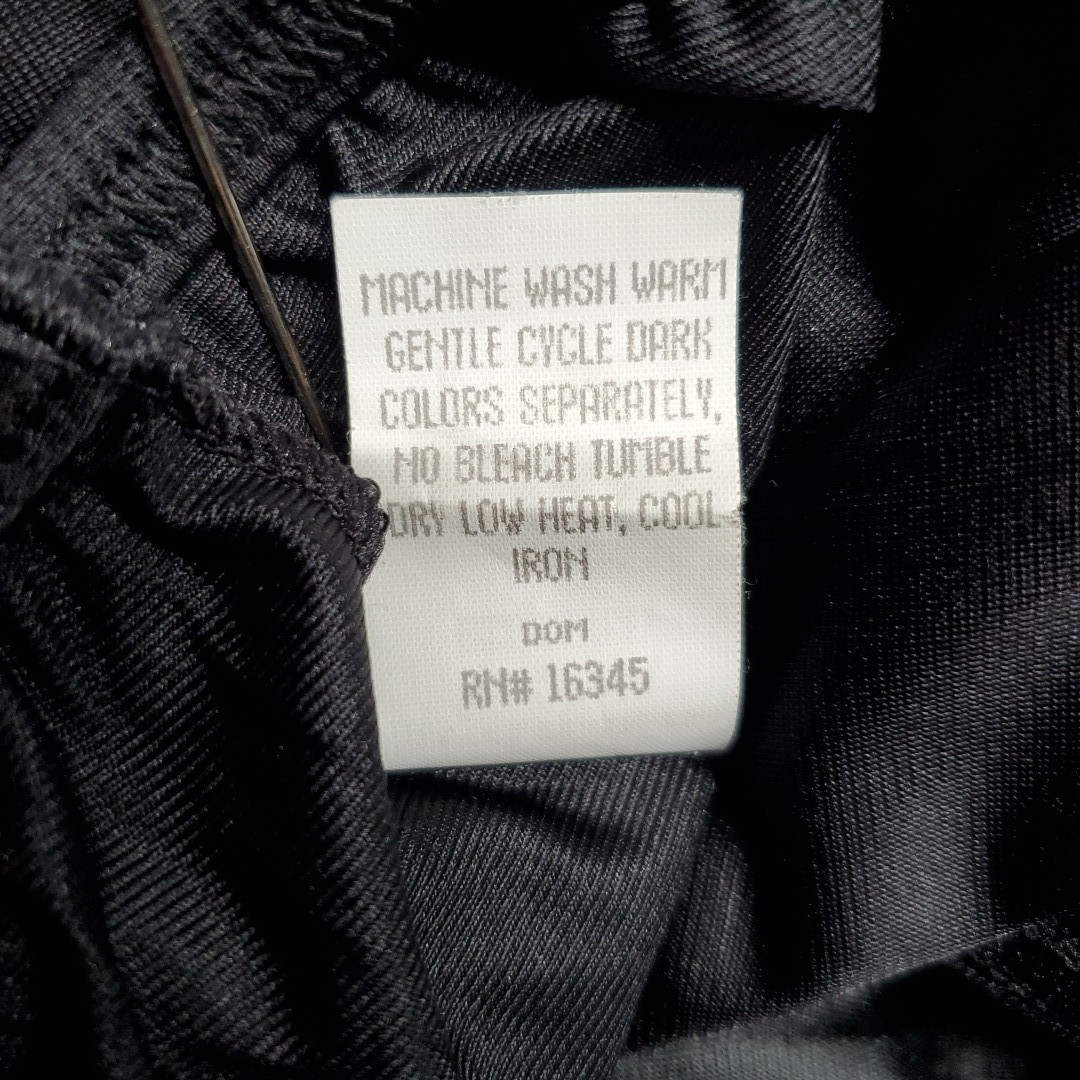 MACHINE WASH WARM
GENTLE CYCLE DARK
COLORS SEPARATELY,
NO BLEACH TUMBLE
DRY LOW HEAT, COOL
IRON
DOM
RN# 16345